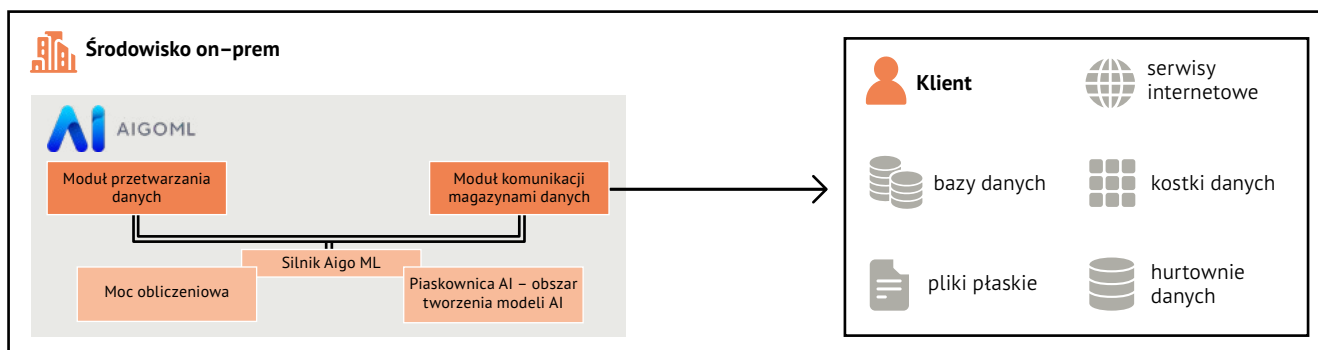 Środowisko on–prem
AIGOML
Moduł przetwarzania
danych
Moduł komunikacji
magazynami danych
Silnik Aigo ML
Moc obliczeniowa
Piaskownica AI – obszar
tworzenia modeli AI
Klient
serwisy
internetowe
bazy danych
kostki danych
pliki płaskie
hurtownie
danych